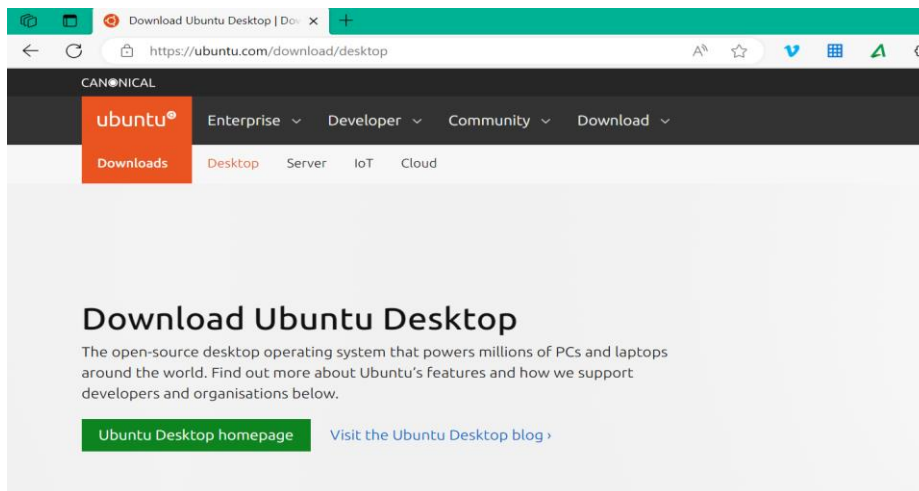 Download Ubuntu Desktop | Dov
https://ubuntu.com/download/desktop
CANONICAL
ubuntu® Enterprise Developer Community Download
Downloads Desktop Server IoT Cloud
Download Ubuntu Desktop
The open-source desktop operating system that powers millions of PCs and laptops
around the world. Find out more about Ubuntu's features and how we support
developers and organisations below.
Ubuntu Desktop homepage Visit the Ubuntu Desktop blog ›